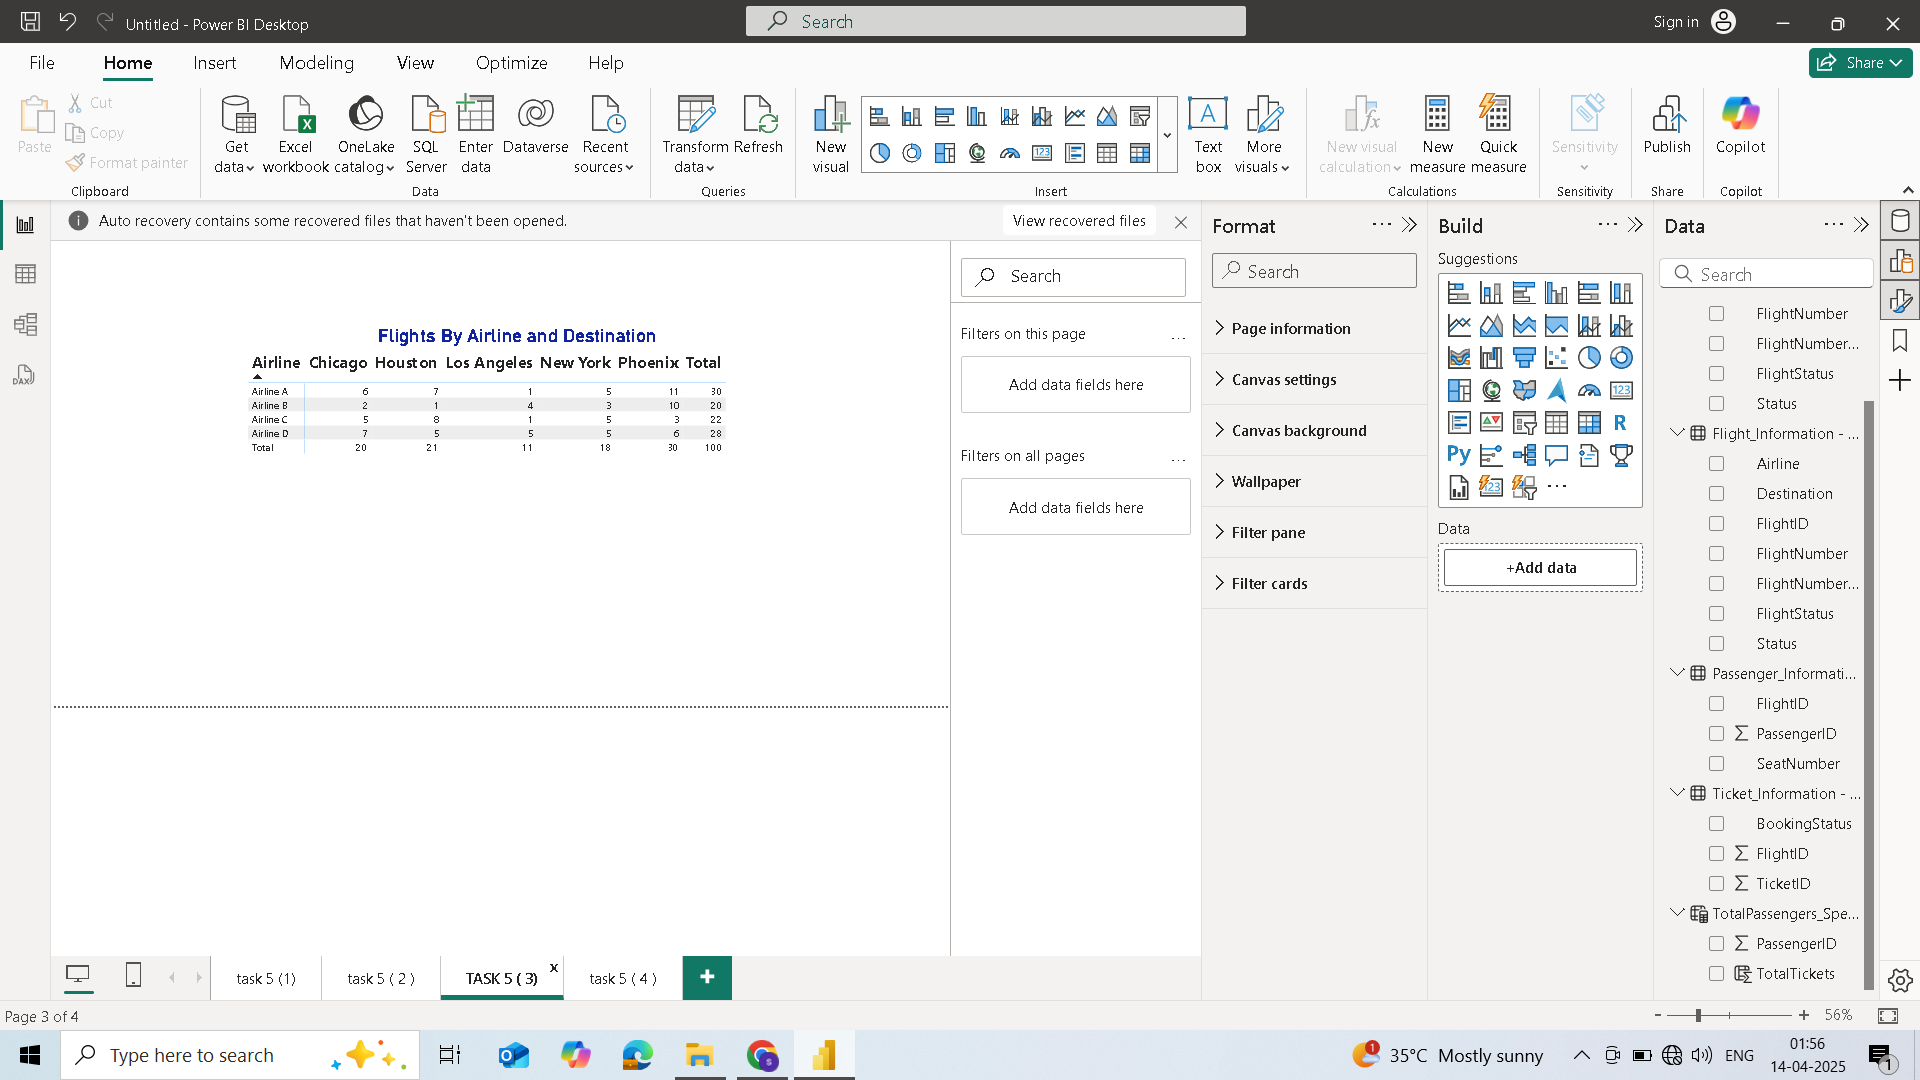 Untitled - Power BI Desktop
Search
Sign in
File
Home
Insert
Modeling
View
Optimize
Help
Share
Paste
Cut
Copy
Format painter
Clipboard
Get data
Excel workbook
OneLake catalog
SQL Server
Enter data
Dataverse
Recent sources
Data
Transform data
Refresh
Queries
New visual
Text box
More visuals
Insert
New visual calculation
New measure
Quick measure
Calculations
Sensitivity
Sensitivity
Publish
Share
Copilot
Copilot
Auto recovery contains some recovered files that haven't been opened.
View recovered files
Flights By Airline and Destination
Airline Chicago Houston Los Angeles New York Phoenix Total
Airline A 6 7 1 5 11 30
Airline B 2 1 4 3 10 20
Airline C 5 8 1 5 3 22
Airline D 7 5 5 5 6 28
Total 20 21 11 18 30 100
Search
Filters on this page
...
Add data fields here
Filters on all pages
...
Add data fields here
Format
Search
Page information
Canvas settings
Canvas background
Wallpaper
Filter pane
Filter cards
Build
Suggestions
123
R
Py
123
Data
+Add data
Data
Search
FlightNumber
FlightNumber...
FlightStatus
Status
Flight_Information - ...
Airline
Destination
FlightID
FlightNumber
FlightNumber...
FlightStatus
Status
Passenger_Informati...
FlightID
PassengerID
SeatNumber
Ticket_Information - ...
BookingStatus
FlightID
TicketID
TotalPassengers_Spe...
PassengerID
TotalTickets
DAX
task 5 (1)
task 5 ( 2 )
TASK 5 ( 3)
x
task 5 ( 4 )
+
Page 3 of 4
- + 56%
Type here to search
1
35°C Mostly sunny
ENG
01:56
14-04-2025
1